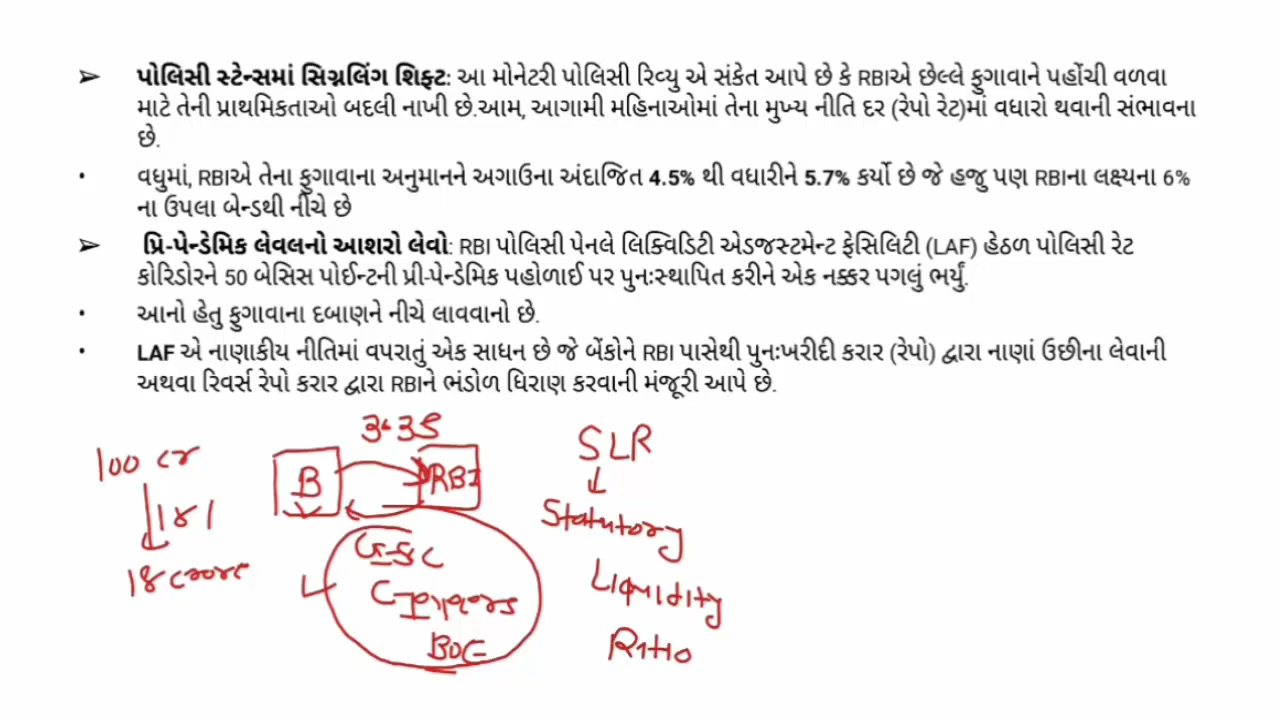 ➢ પોલિસી સ્ટેન્સમાં સિગ્નલિંગ શિફ્ટ: આ મોનેટરી પોલિસી રિવ્યુ એ સંકેત આપે છે કે RBIએ છેલ્લે ફુગાવાને પહોંચી વળવા
માટે તેની પ્રાથમિકતાઓ બદલી નાખી છે.આમ, આગામી મહિનાઓમાં તેના મુખ્ય નીતિ દર (રેપો રેટ)માં વધારો થવાની સંભાવના
છે.
• વધુમાં, RBIએ તેના ફુગાવાના અનુમાનને અગાઉના અંદાજિત 4.5% થી વધારીને 5.7% કર્યો છે જે હજુ પણ RBIના લક્ષ્યના 6%
ના ઉપલા બેન્ડથી નીચે છે
➢ પ્રિ-પેન્ડેમિક લેવલનો આશરો લેવો: RBI પોલિસી પેનલે લિક્વિડિટી એડજસ્ટમેન્ટ ફેસિલિટી (LAF) હેઠળ પોલિસી રેટ
કોરિડોરને 50 બેસિસ પોઈન્ટની પ્રી-પેન્ડેમિક પહોળાઈ પર પુનઃસ્થાપિત કરીને એક નક્કર પગલું ભર્યું.
• આનો હેતુ ફુગાવાના દબાણને નીચે લાવવાનો છે.
• LAF એ નાણાકીય નીતિમાં વપરાતું એક સાધન છે જે બેંકોને RBI પાસેથી પુનઃખરીદી કરાર (રેપો) દ્વારા નાણાં ઉછીના લેવાની
અથવા રિવર્સ રેપો કરાર દ્વારા RBIને ભંડોળ ધિરાણ કરવાની મંજૂરી આપે છે.
3.35
SLR
100 cr
B
RBI
Statutory
18 crore
Liquidity
Ratio